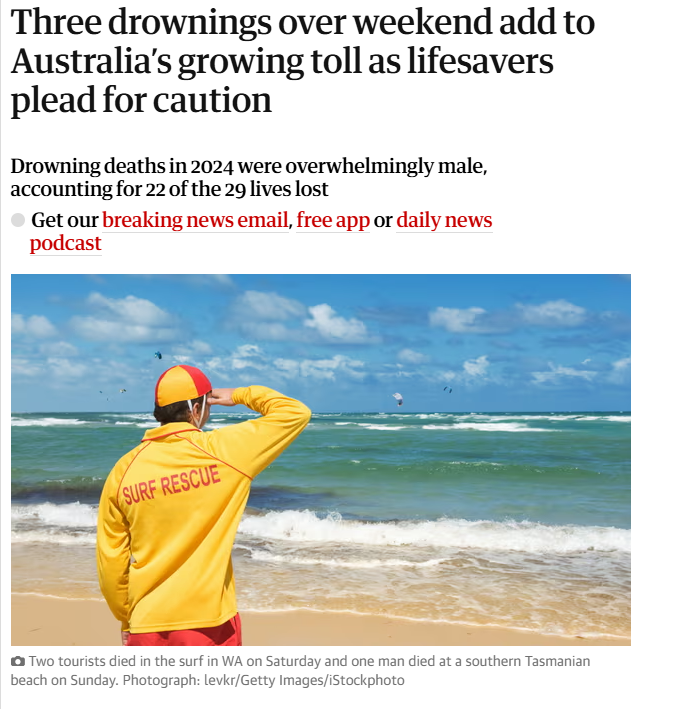 Three drownings over weekend add to
Australia’s growing toll as lifesavers
plead for caution
Drowning deaths in 2024 were overwhelmingly male,
accounting for 22 of the 29 lives lost
Get our breaking news email, free app or daily news
podcast
SURF RESCUE
Two tourists died in the surf in WA on Saturday and one man died at a southern Tasmanian
beach on Sunday. Photograph: levkr/Getty Images/iStockphoto